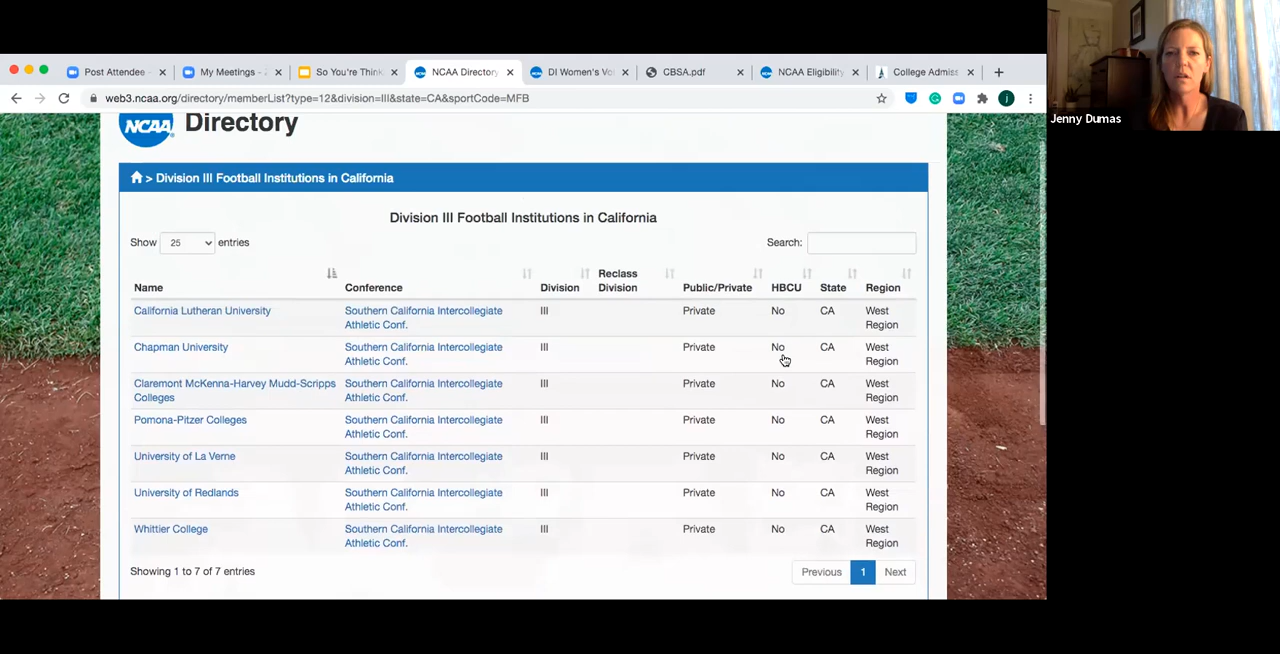 Post Attendee -
My Meetings - Z
So You're Think
NCAA Directory
DI Women's Vo
CBSA.pdf
NCAA Eligibility
College Admiss
web3.ncaa.org/directory/memberList?type=12&division=III&state=CA&sportCode=MFB
j
Jenny Dumas
NCAA Directory
> Division III Football Institutions in California
Division III Football Institutions in California
Show 25 entries Search:
Name Conference Division Reclass Division Public/Private HBCU State Region
California Lutheran University Southern California Intercollegiate Athletic Conf. III Private No CA West Region
Chapman University Southern California Intercollegiate Athletic Conf. III Private No CA West Region
Claremont McKenna-Harvey Mudd-Scripps Colleges Southern California Intercollegiate Athletic Conf. III Private No CA West Region
Pomona-Pitzer Colleges Southern California Intercollegiate Athletic Conf. III Private No CA West Region
University of La Verne Southern California Intercollegiate Athletic Conf. III Private No CA West Region
University of Redlands Southern California Intercollegiate Athletic Conf. III Private No CA West Region
Whittier College Southern California Intercollegiate Athletic Conf. III Private No CA West Region
Showing 1 to 7 of 7 entries
Previous 1 Next